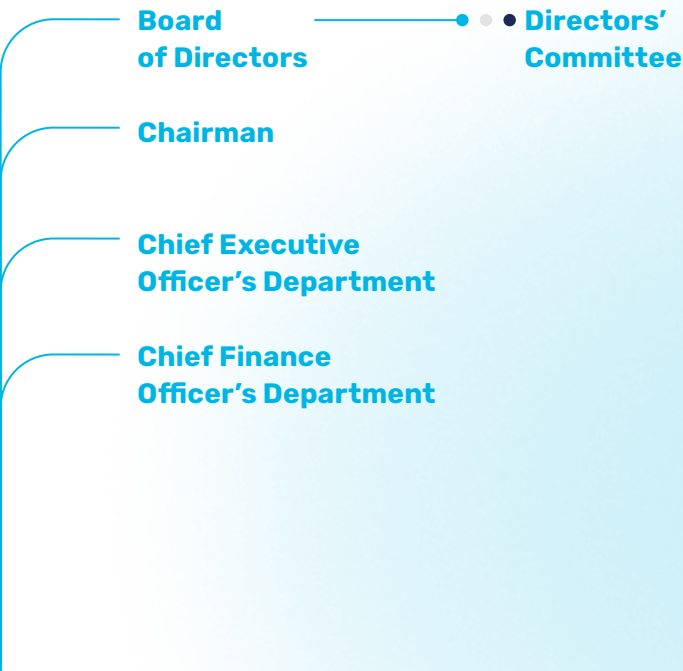 Board
of Directors
Directors’
Committee
Chairman
Chief Executive
Officer’s Department
Chief Finance
Officer’s Department